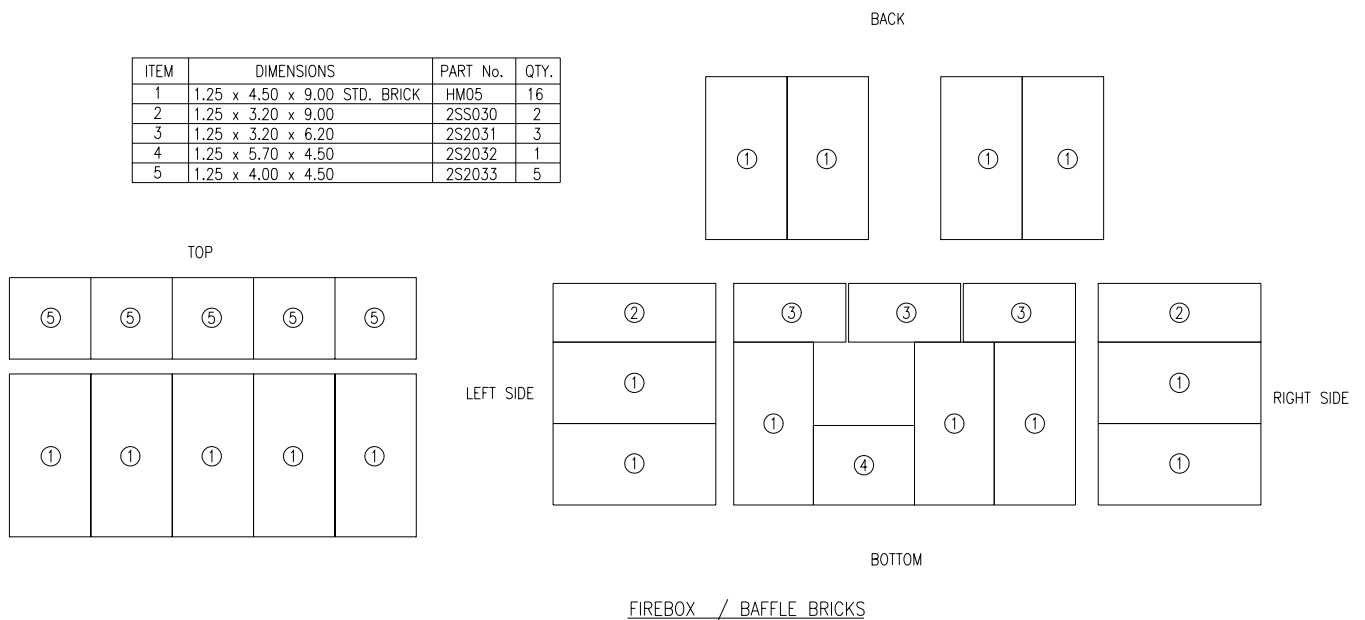 BACK
ITEM DIMENSIONS PART No. QTY.
1 1.25 x 4.50 x 9.00 STD. BRICK HM05 16
2 1.25 x 3.20 x 9.00 2SS030 2
3 1.25 x 3.20 x 6.20 2S2031 3
4 1.25 x 5.70 x 4.50 2S2032 1
5 1.25 x 4.00 x 4.50 2S2033 5
1 1 1 1
TOP
5 5 5 5 5
1 1 1 1 1
LEFT SIDE
2
1
1
3 3 3
1 1 1
4
2
1
1
RIGHT SIDE
BOTTOM
FIREBOX / BAFFLE BRICKS